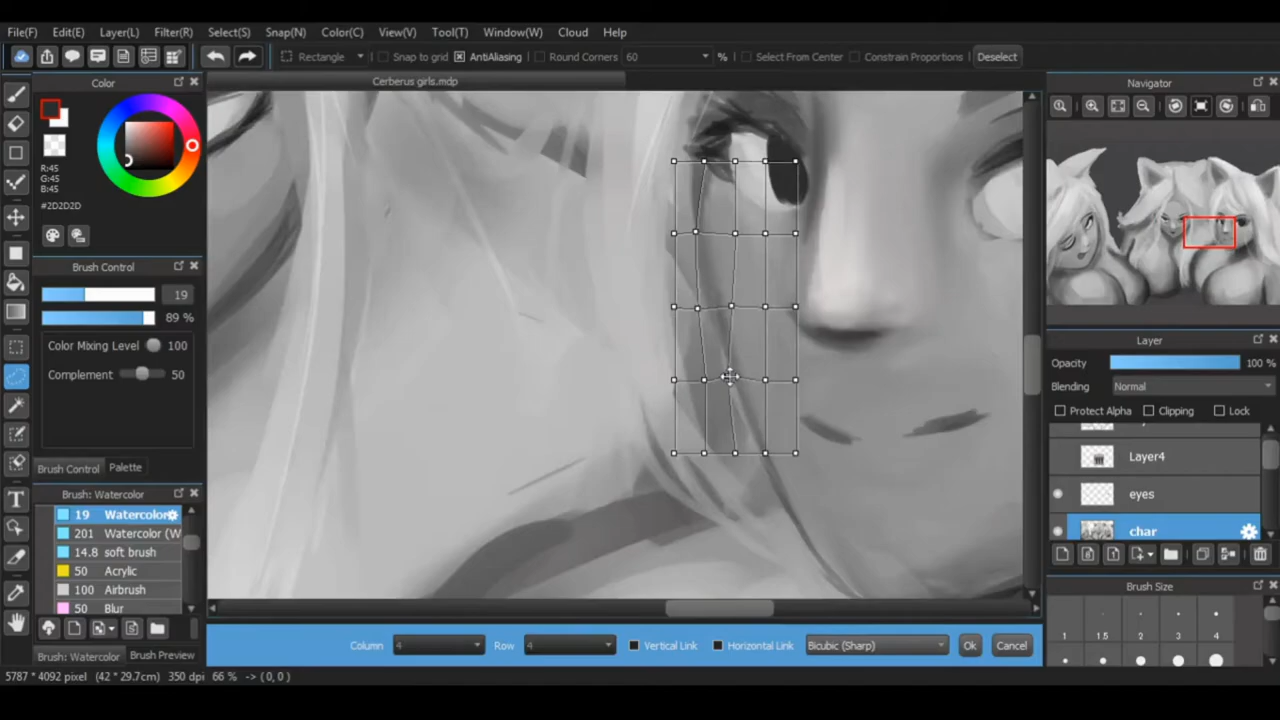 File(F) Edit(E) Layer(L) Filter(R) Select(S) Snap(N) Color(C) View(V) Tool(T) Window(W) Cloud Help
Rectangle Snap to grid AntiAliasing Round Corners 60 % Select From Center Constrain Proportions Deselect
Color
Cerberus girls.mdp
Navigator
R:45
G:45
B:45
#2D2D2D
Brush Control
19
89 %
Color Mixing Level 100
Complement 50
Brush Control Palette
Brush: Watercolor
19 Watercolor
201 Watercolor (W
14.8 soft brush
50 Acrylic
100 Airbrush
50 Blur
Brush: Watercolor Brush Preview
Layer
Opacity 100 %
Blending Normal
Protect Alpha Clipping Lock
Layer4
eyes
char
Brush Size
1 1.5 2 3 4
Column 4 Row 4 Vertical Link Horizontal Link Bicubic (Sharp) Ok Cancel
5787 * 4092 pixel (42 * 29.7cm) 350 dpi 66 % -> ( 0, 0 )